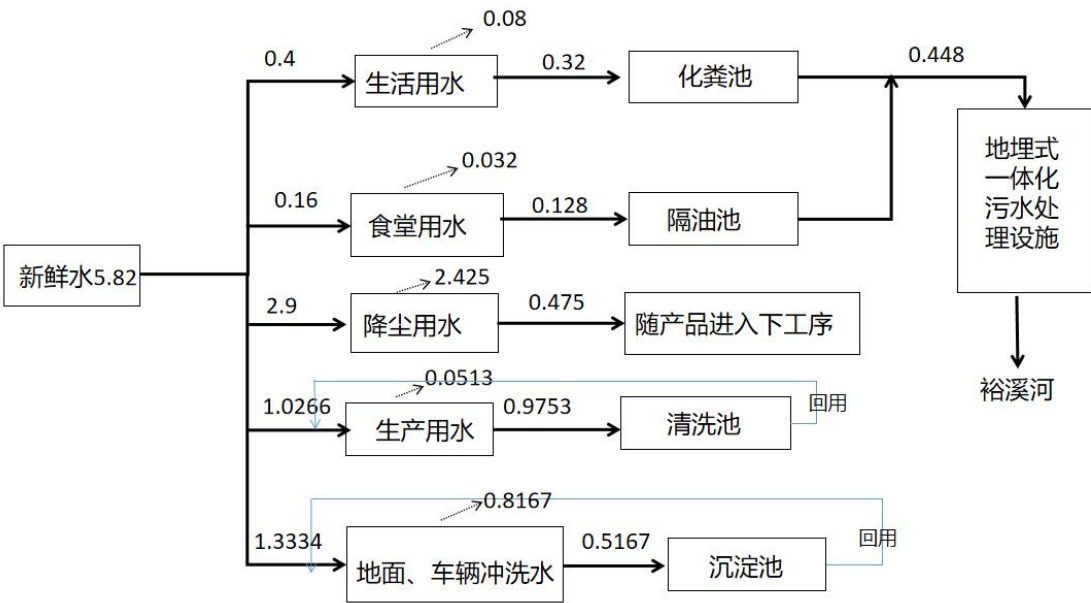 0.08
0.4
生活用水
0.32
化粪池
0.448
地埋式
一体化
污水处
理设施
0.032
0.16
食堂用水
0.128
隔油池
新鲜水5.82
2.425
2.9
降尘用水
0.475
随产品进入下工序
裕溪河
0.0513
1.0266
生产用水
0.9753
清洗池
回用
0.8167
1.3334
地面、车辆冲洗水
0.5167
沉淀池
回用